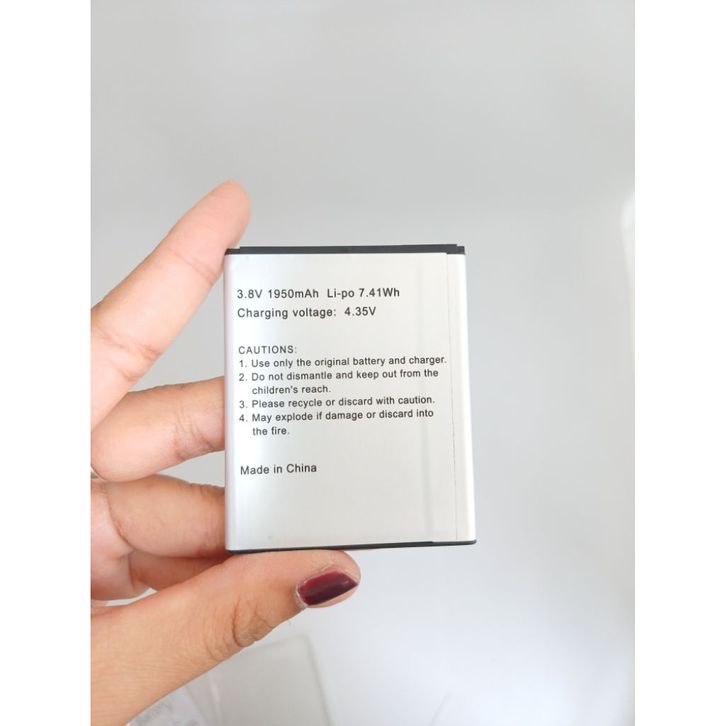 3.8V 1950mAh Li-po 7.41Wh
Charging voltage: 4.35V
CAUTIONS:
1. Use only the original battery and charger.
2. Do not dismantle and keep out from the
children's reach.
3. Please recycle or discard with caution.
4. May explode if damage or discard into
the fire.
Made in China